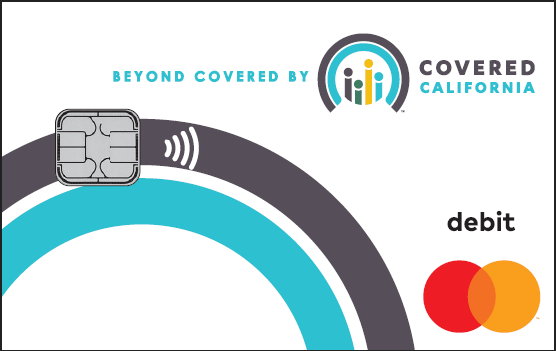 BEYOND COVERED BY
COVERED
CALIFORNIA
debit